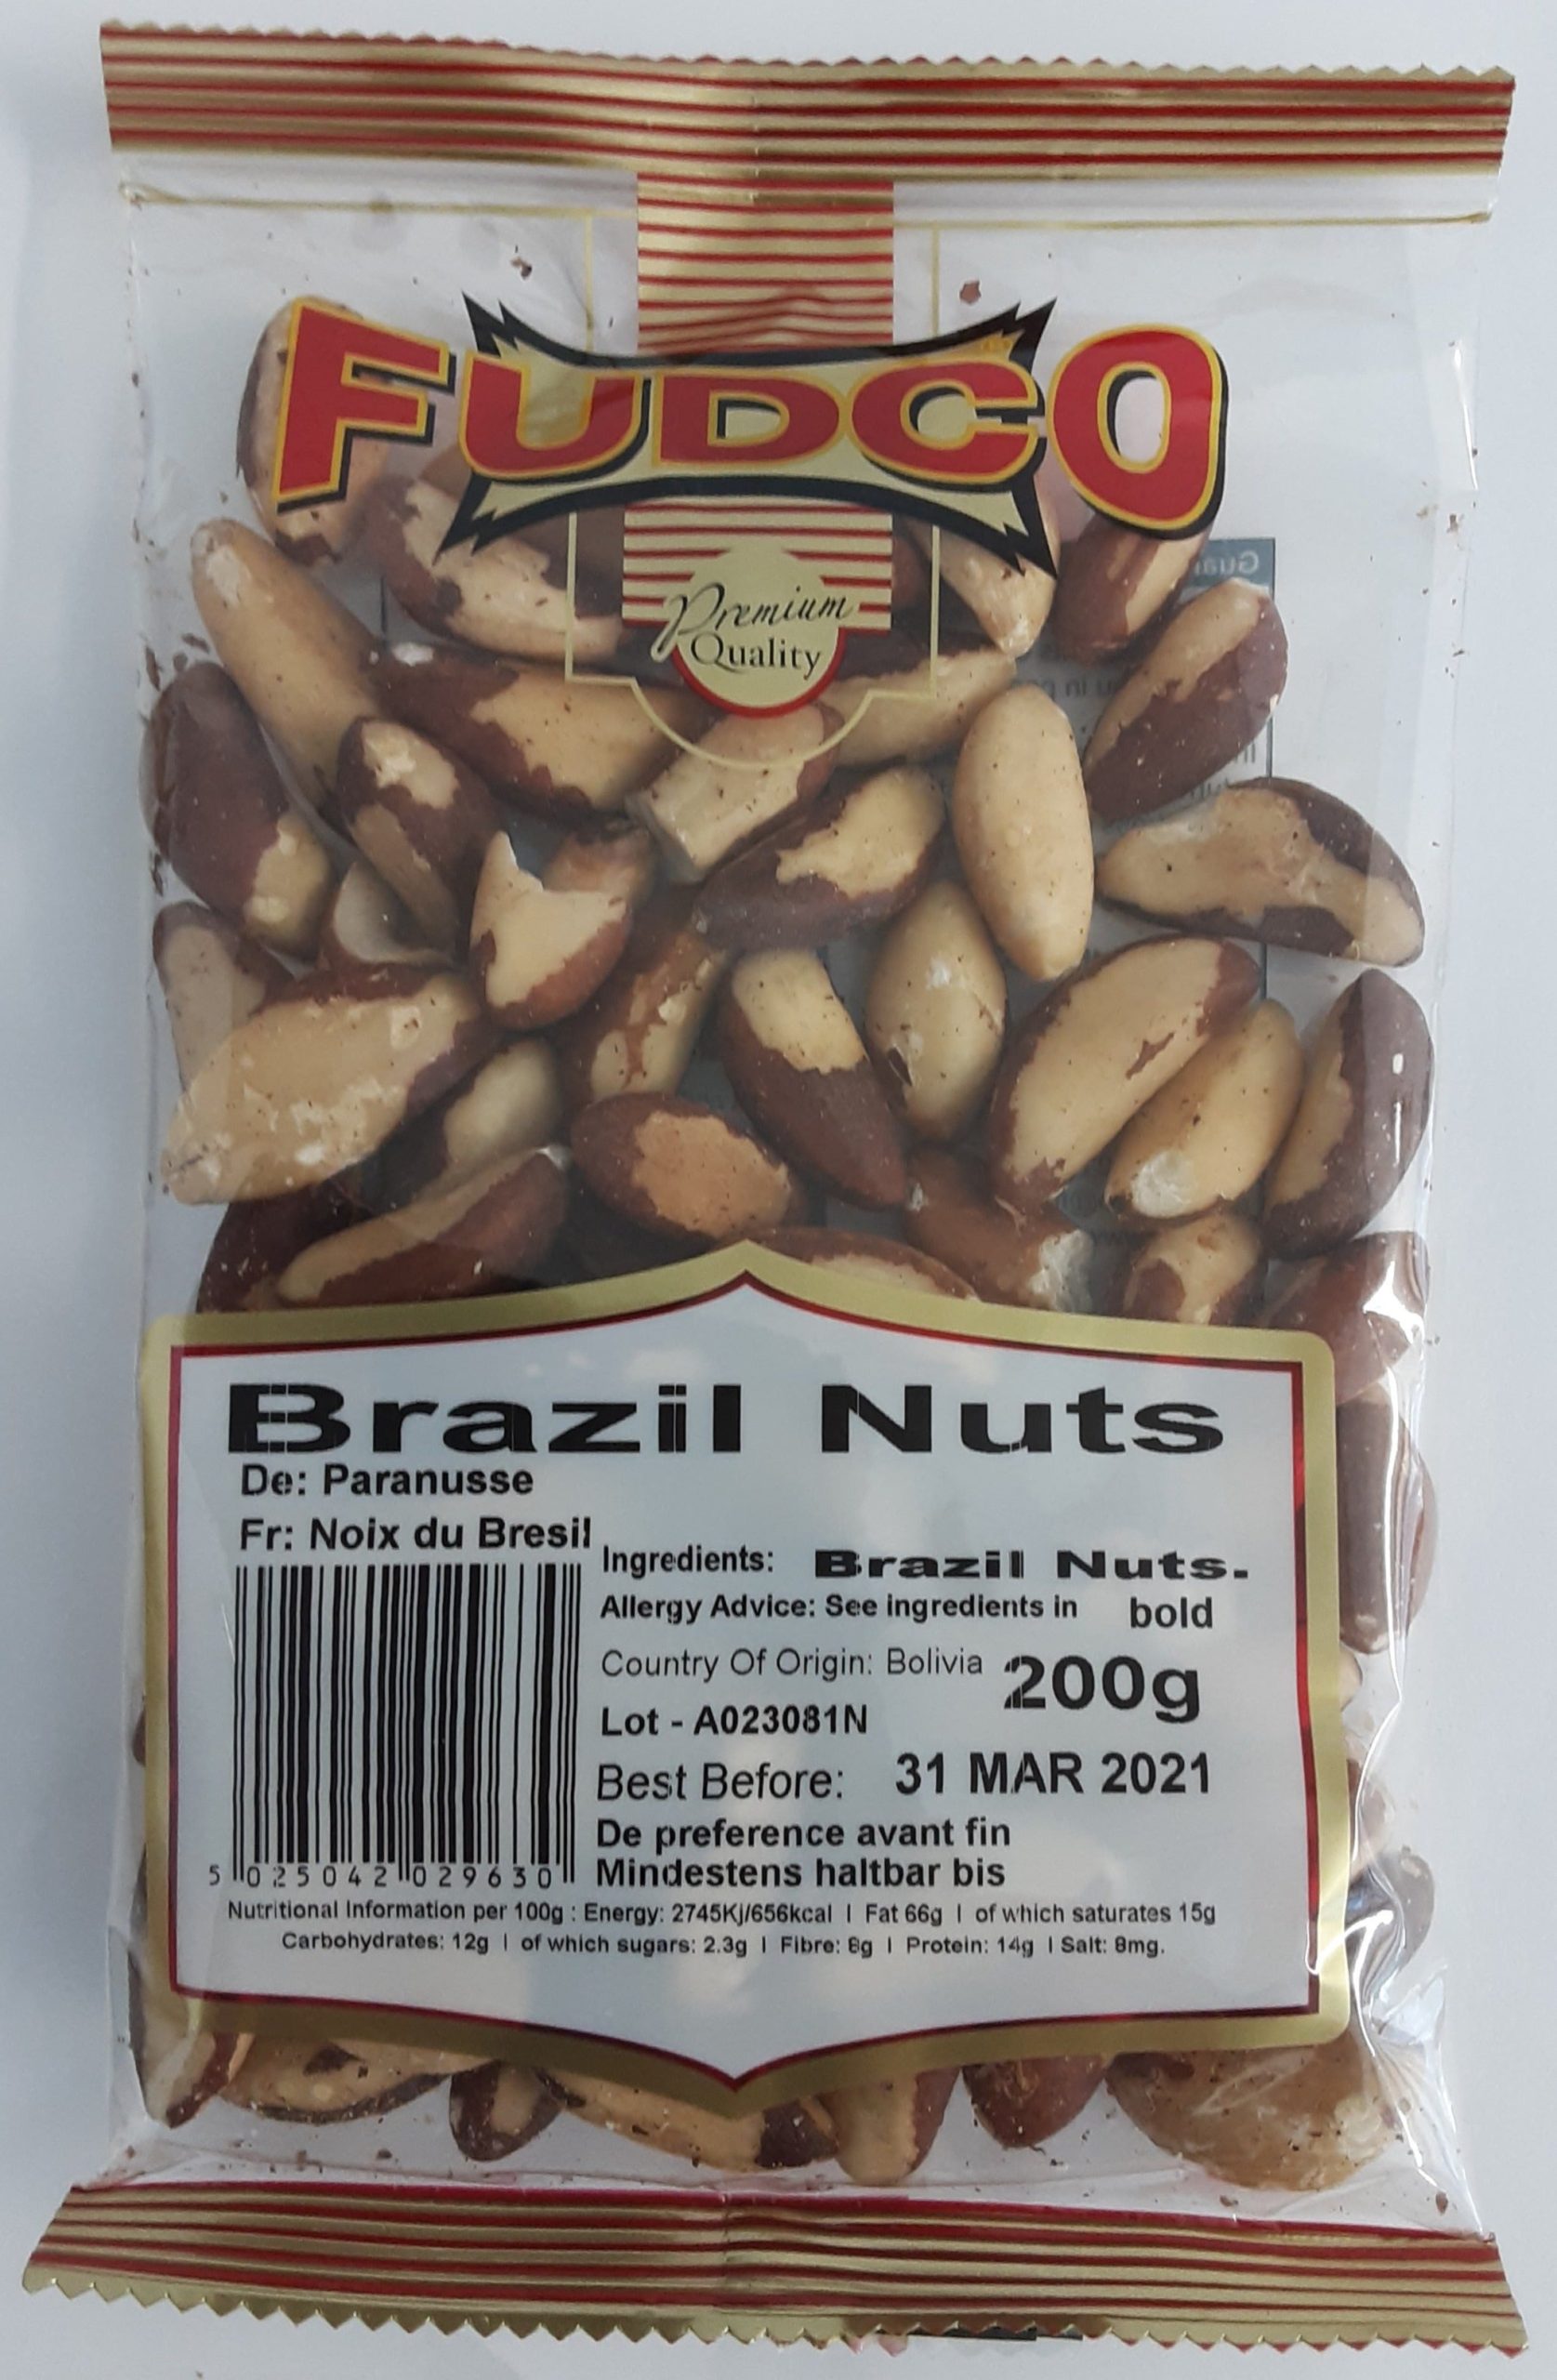 FUDCO
Premium
Quality
Brazil Nuts
De: Paranusse
Fr: Noix du Bresil
Ingredients: Brazil Nuts.
Allergy Advice: See ingredients in bold
Country Of Origin: Bolivia
200g
Lot - A023081N
Best Before: 31 MAR 2021
De preference avant fin
Mindestens haltbar bis
5 025042 029630
Nutritional Information per 100g : Energy: 2745Kj/656kcal | Fat 66g | of which saturates 15g
Carbohydrates: 12g | of which sugars: 2.3g | Fibre: 8g | Protein: 14g | Salt: 8mg.